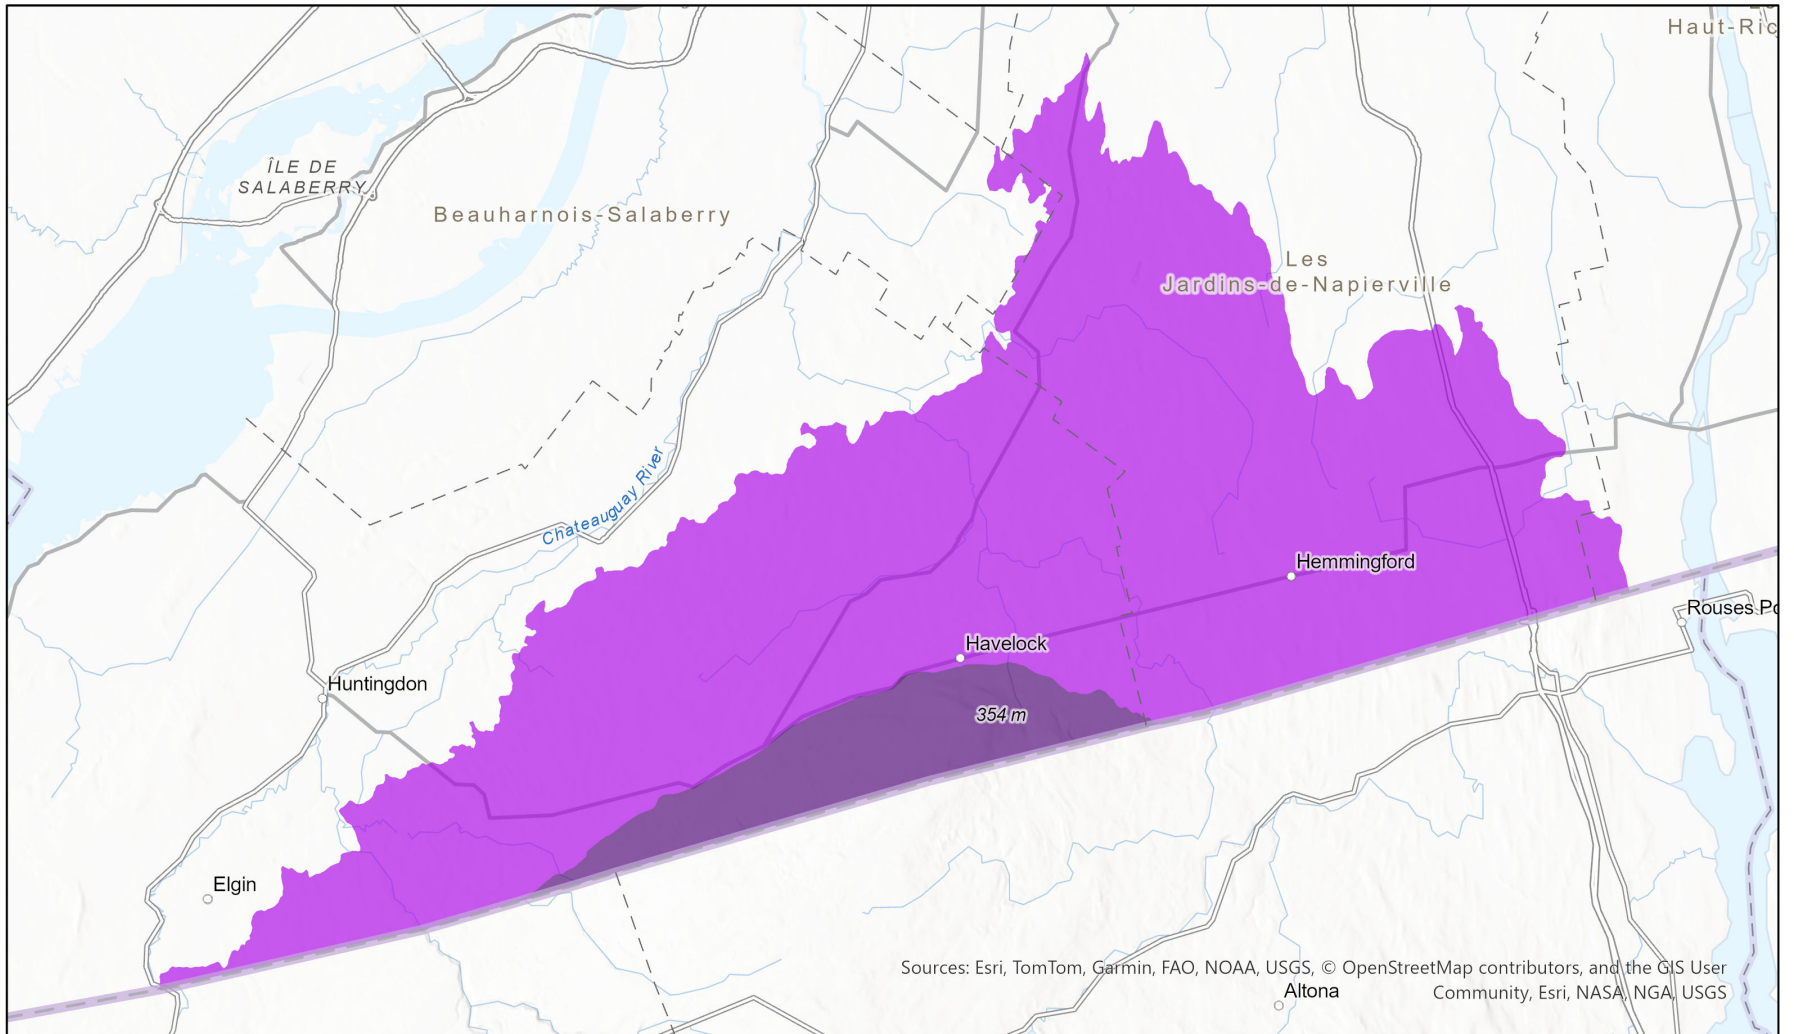 Haut-Ric
ÎLE DE
SALABERRY
Beauharnois-Salaberry
Les
Jardins-de-Napierville
Chateauguay River
Hemmingford
Rouses Po
Havelock
Huntingdon
354 m
Elgin
Sources: Esri, TomTom, Garmin, FAO, NOAA, USGS, © OpenStreetMap contributors, and the GIS User
Altona
Community, Esri, NASA, NGA, USGS